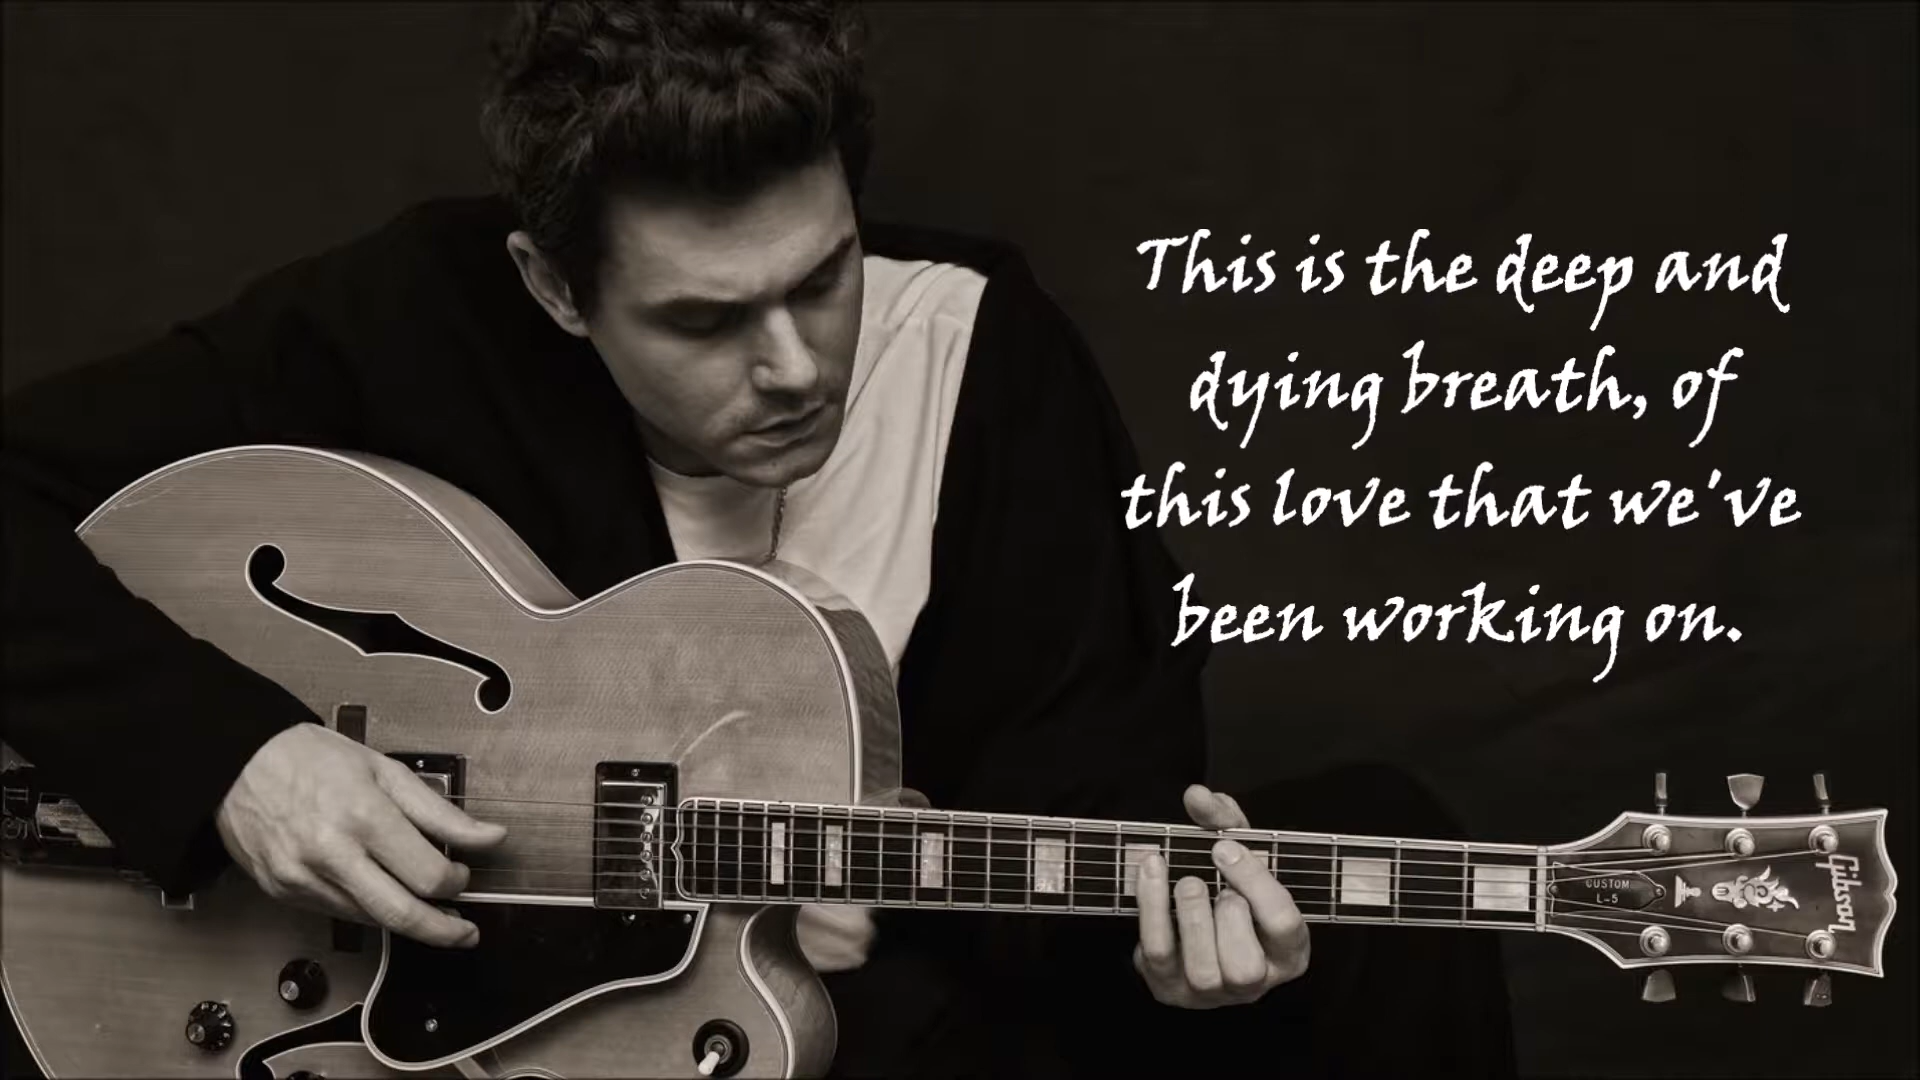 This is the deep and
dying breath, of
this love that we've
been working on.
CUSTOM
L-5
Gibson